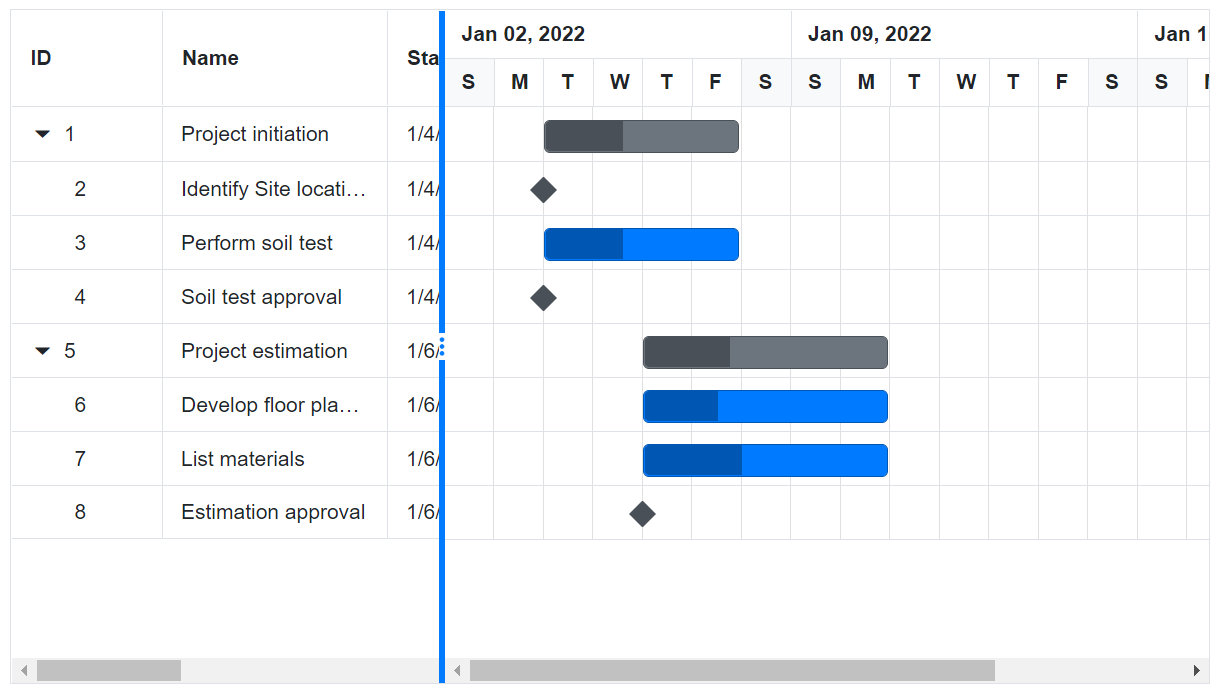 ID Name Sta
Jan 02, 2022 Jan 09, 2022 Jan 1
S M T W T F S S M T W T F S S
1 Project initiation 1/4/
2 Identify Site locati...
1/4/
3 Perform soil test 1/4/
4 Soil test approval 1/4/
5 Project estimation 1/6/
6 Develop floor pla... 1/6/
7 List materials 1/6/
8 Estimation approval 1/6/